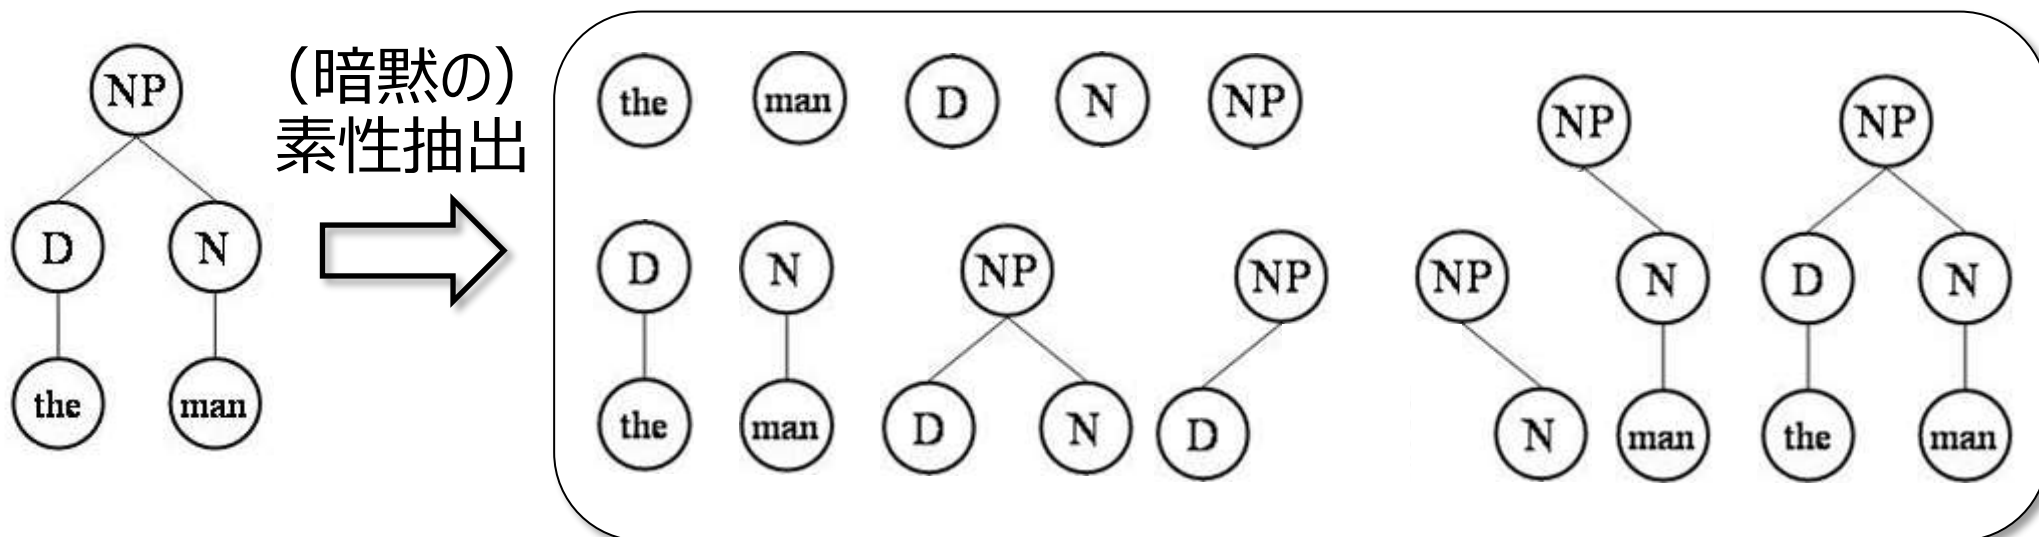 NP
D N
the man
（暗黙の）
素性抽出
the man D N NP
D N NP NP
the man D N D
NP NP
NP N D N
N man the man